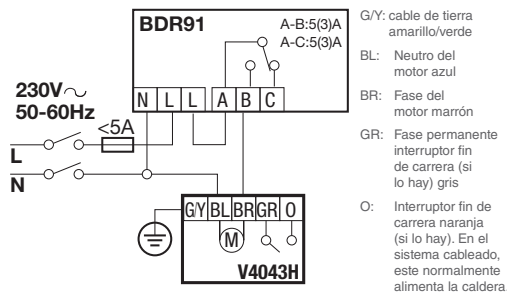 BDR91
A-B:5(3)A
A-C:5(3)A
230V
50-60Hz
N L L A B C
<5A
L
N
G/Y BL BR GR O
M
V4043H
G/Y: cable de tierra
amarillo/verde
BL: Neutro del
motor azul
BR: Fase del
motor marrón
GR: Fase permanente
interruptor fin
de carrera (si
lo hay) gris
O: Interruptor fin de
carrera naranja
(si lo hay). En el
sistema cableado,
este normalmente
alimenta la caldera